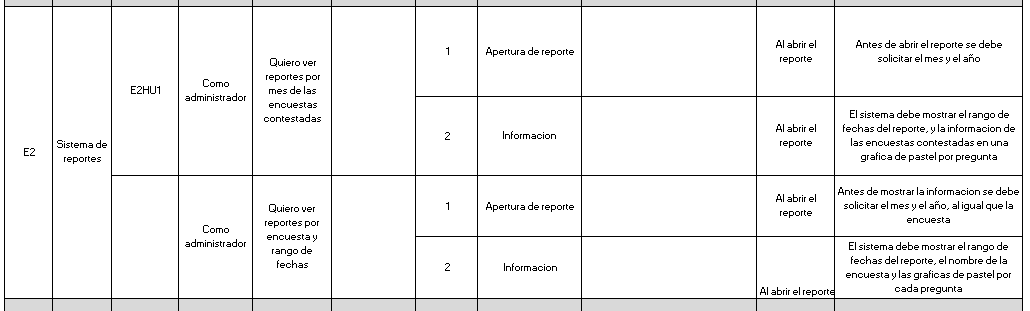 E2
Sistema de
reportes
E2HU1
Como
administrador
Quiero ver
reportes por
mes de las
encuestas
contestadas
1
Apertura de reporte
Al abrir el
reporte
Antes de abrir el reporte se debe
solicitar el mes y el año
2
Informacion
Al abrir el
reporte
El sistema debe mostrar el rango de
fechas del reporte, y la informacion de
las encuestas contestadas en una
grafica de pastel por pregunta
Como
administrador
Quiero ver
reportes por
encuesta y
rango de
fechas
1
Apertura de reporte
Al abrir el
reporte
Antes de mostrar la informacion se debe
solicitar el mes y el año, al igual que la
encuesta
2
Informacion
Al abrir el reporte
El sistema debe mostrar el rango de
fechas del reporte, el nombre de la
encuesta y las graficas de pastel por
cada pregunta